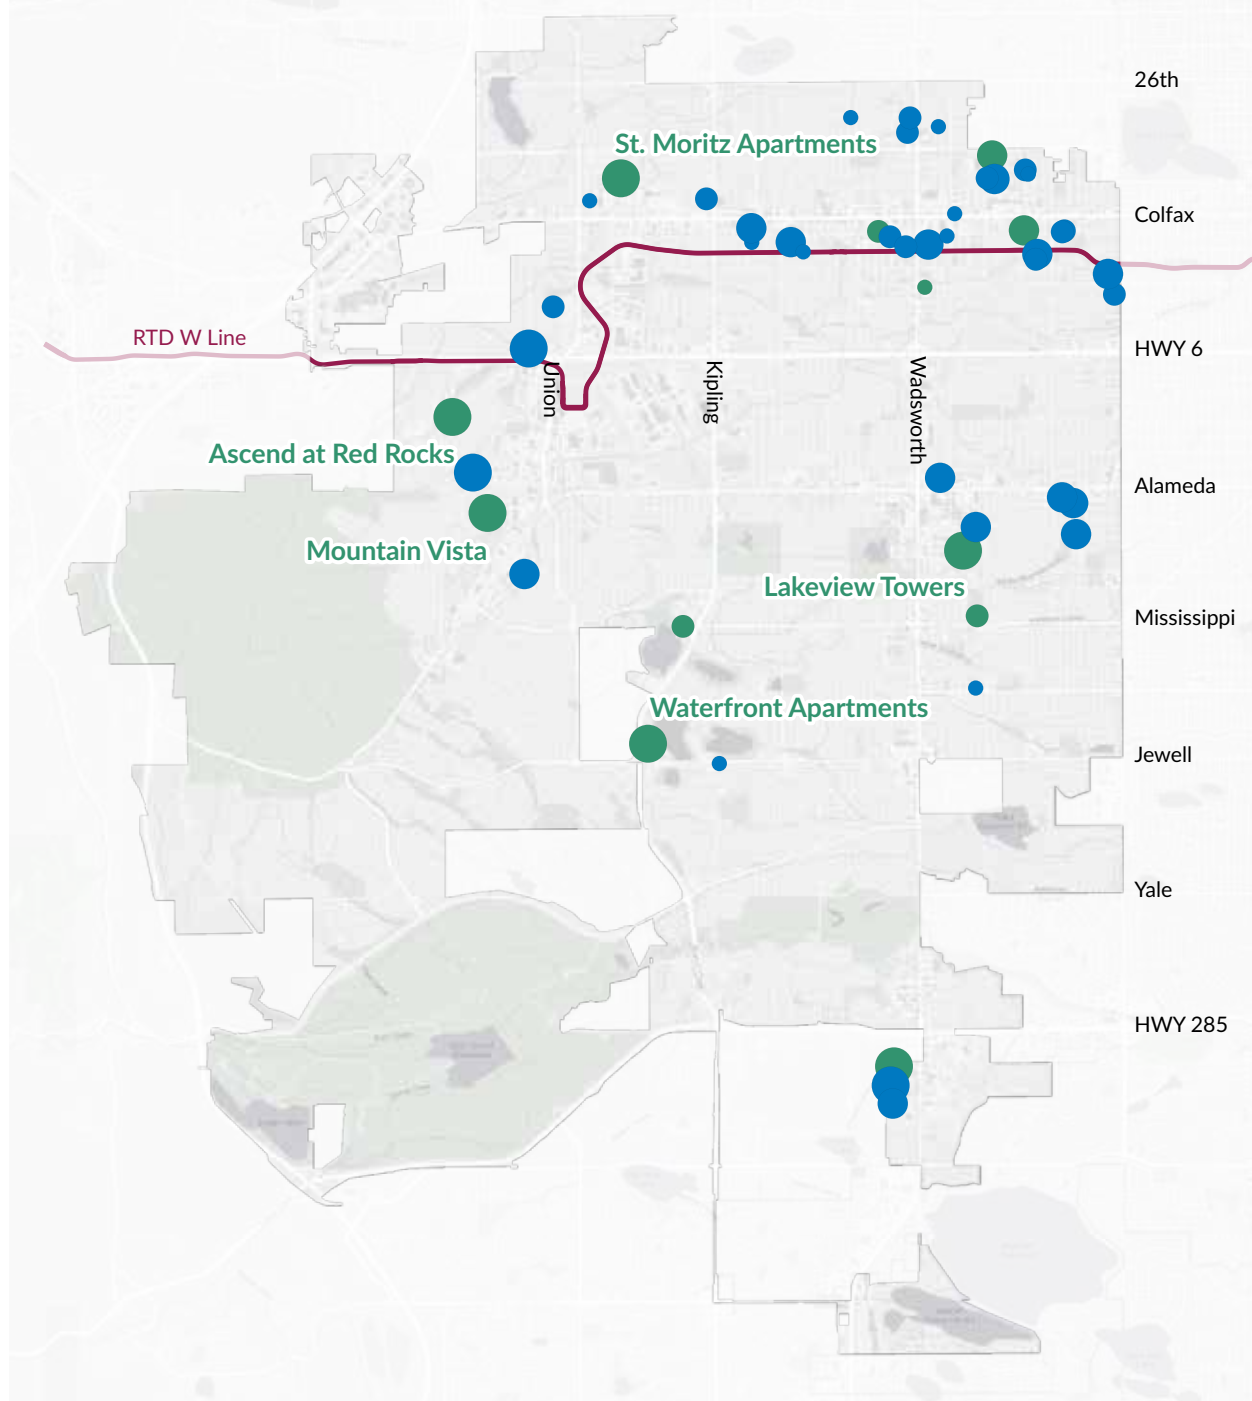 26th
St. Moritz Apartments
Colfax
RTD W Line
HWY 6
Union
Kipling
Wadsworth
Ascend at Red Rocks
Alameda
Mountain Vista
Lakeview Towers
Mississippi
Waterfront Apartments
Jewell
Yale
HWY 285